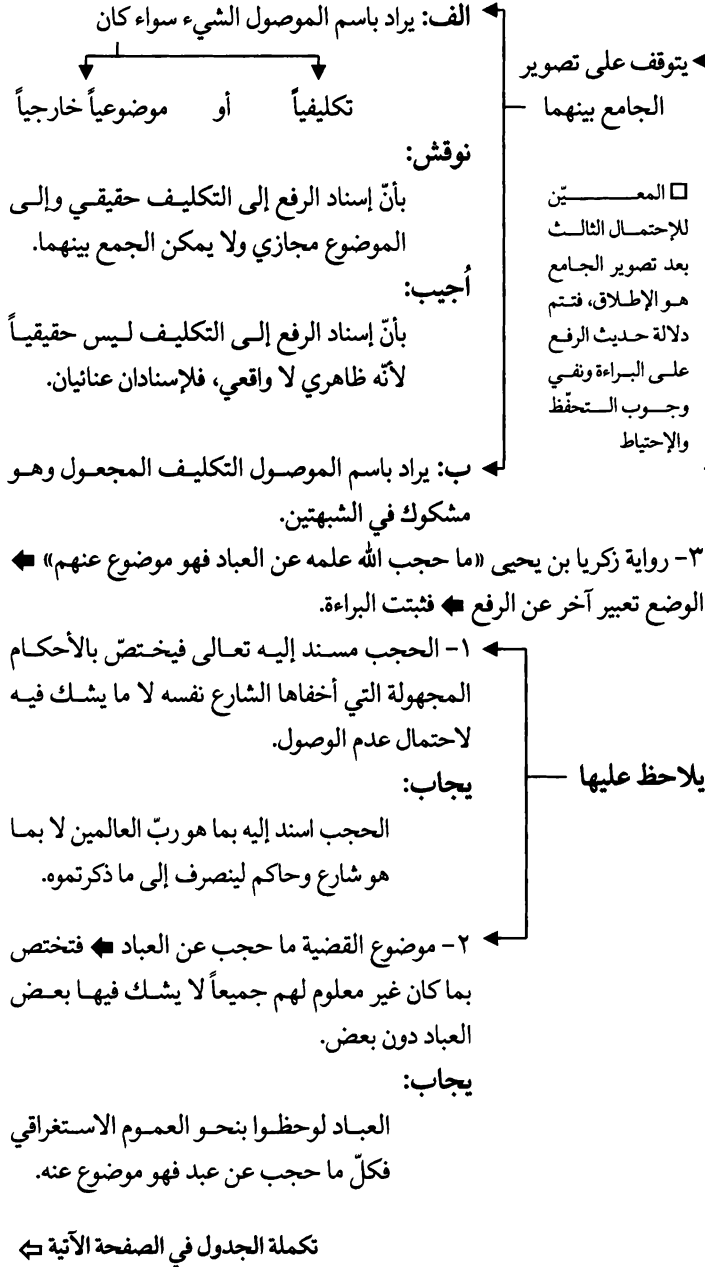 يتوقف على تصوير
الجامع بينهما
□ المعيّن
للإحتمال الثالث
بعد تصوير الجامع
هو الإطلاق، فتتم
دلالة حديث الرفع
على البراءة ونفي
وجوب التحفّظ
والإحتياط
الف: يراد باسم الموصول الشيء سواء كان
تكليفياً أو موضوعياً خارجياً
نوقش:
بأنّ إسناد الرفع إلى التكليف حقيقي وإلى
الموضوع مجازي ولا يمكن الجمع بينهما.
اُجيب:
بأنّ إسناد الرفع إلى التكليف ليس حقيقياً
لأنّه ظاهري لا واقعي، فلإسنادان عنائيان.
ب: يراد باسم الموصول التكليف المجعول وهو
مشكوك في الشبهتين.
٣- رواية زكريا بن يحيى «ما حجب الله علمه عن العباد فهو موضوع عنهم» ⬅
الوضع تعبير آخر عن الرفع ⬅ فثبتت البراءة.
يلاحظ عليها
١- الحجب مسند إليه تعالى فيختصّ بالأحكام
المجهولة التي أخفاها الشارع نفسه لا ما يشك فيه
لاحتمال عدم الوصول.
يجاب:
الحجب اسند إليه بما هو ربّ العالمين لا بما
هو شارع وحاكم لينصرف إلى ما ذكرتموه.
٢- موضوع القضية ما حجب عن العباد ⬅ فتختص
بما كان غير معلوم لهم جميعاً لا يشك فيها بعض
العباد دون بعض.
يجاب:
العباد لوحظوا بنحو العموم الاستغراقي
فكلّ ما حجب عن عبد فهو موضوع عنه.
تكملة الجدول في الصفحة الآتية ⇦